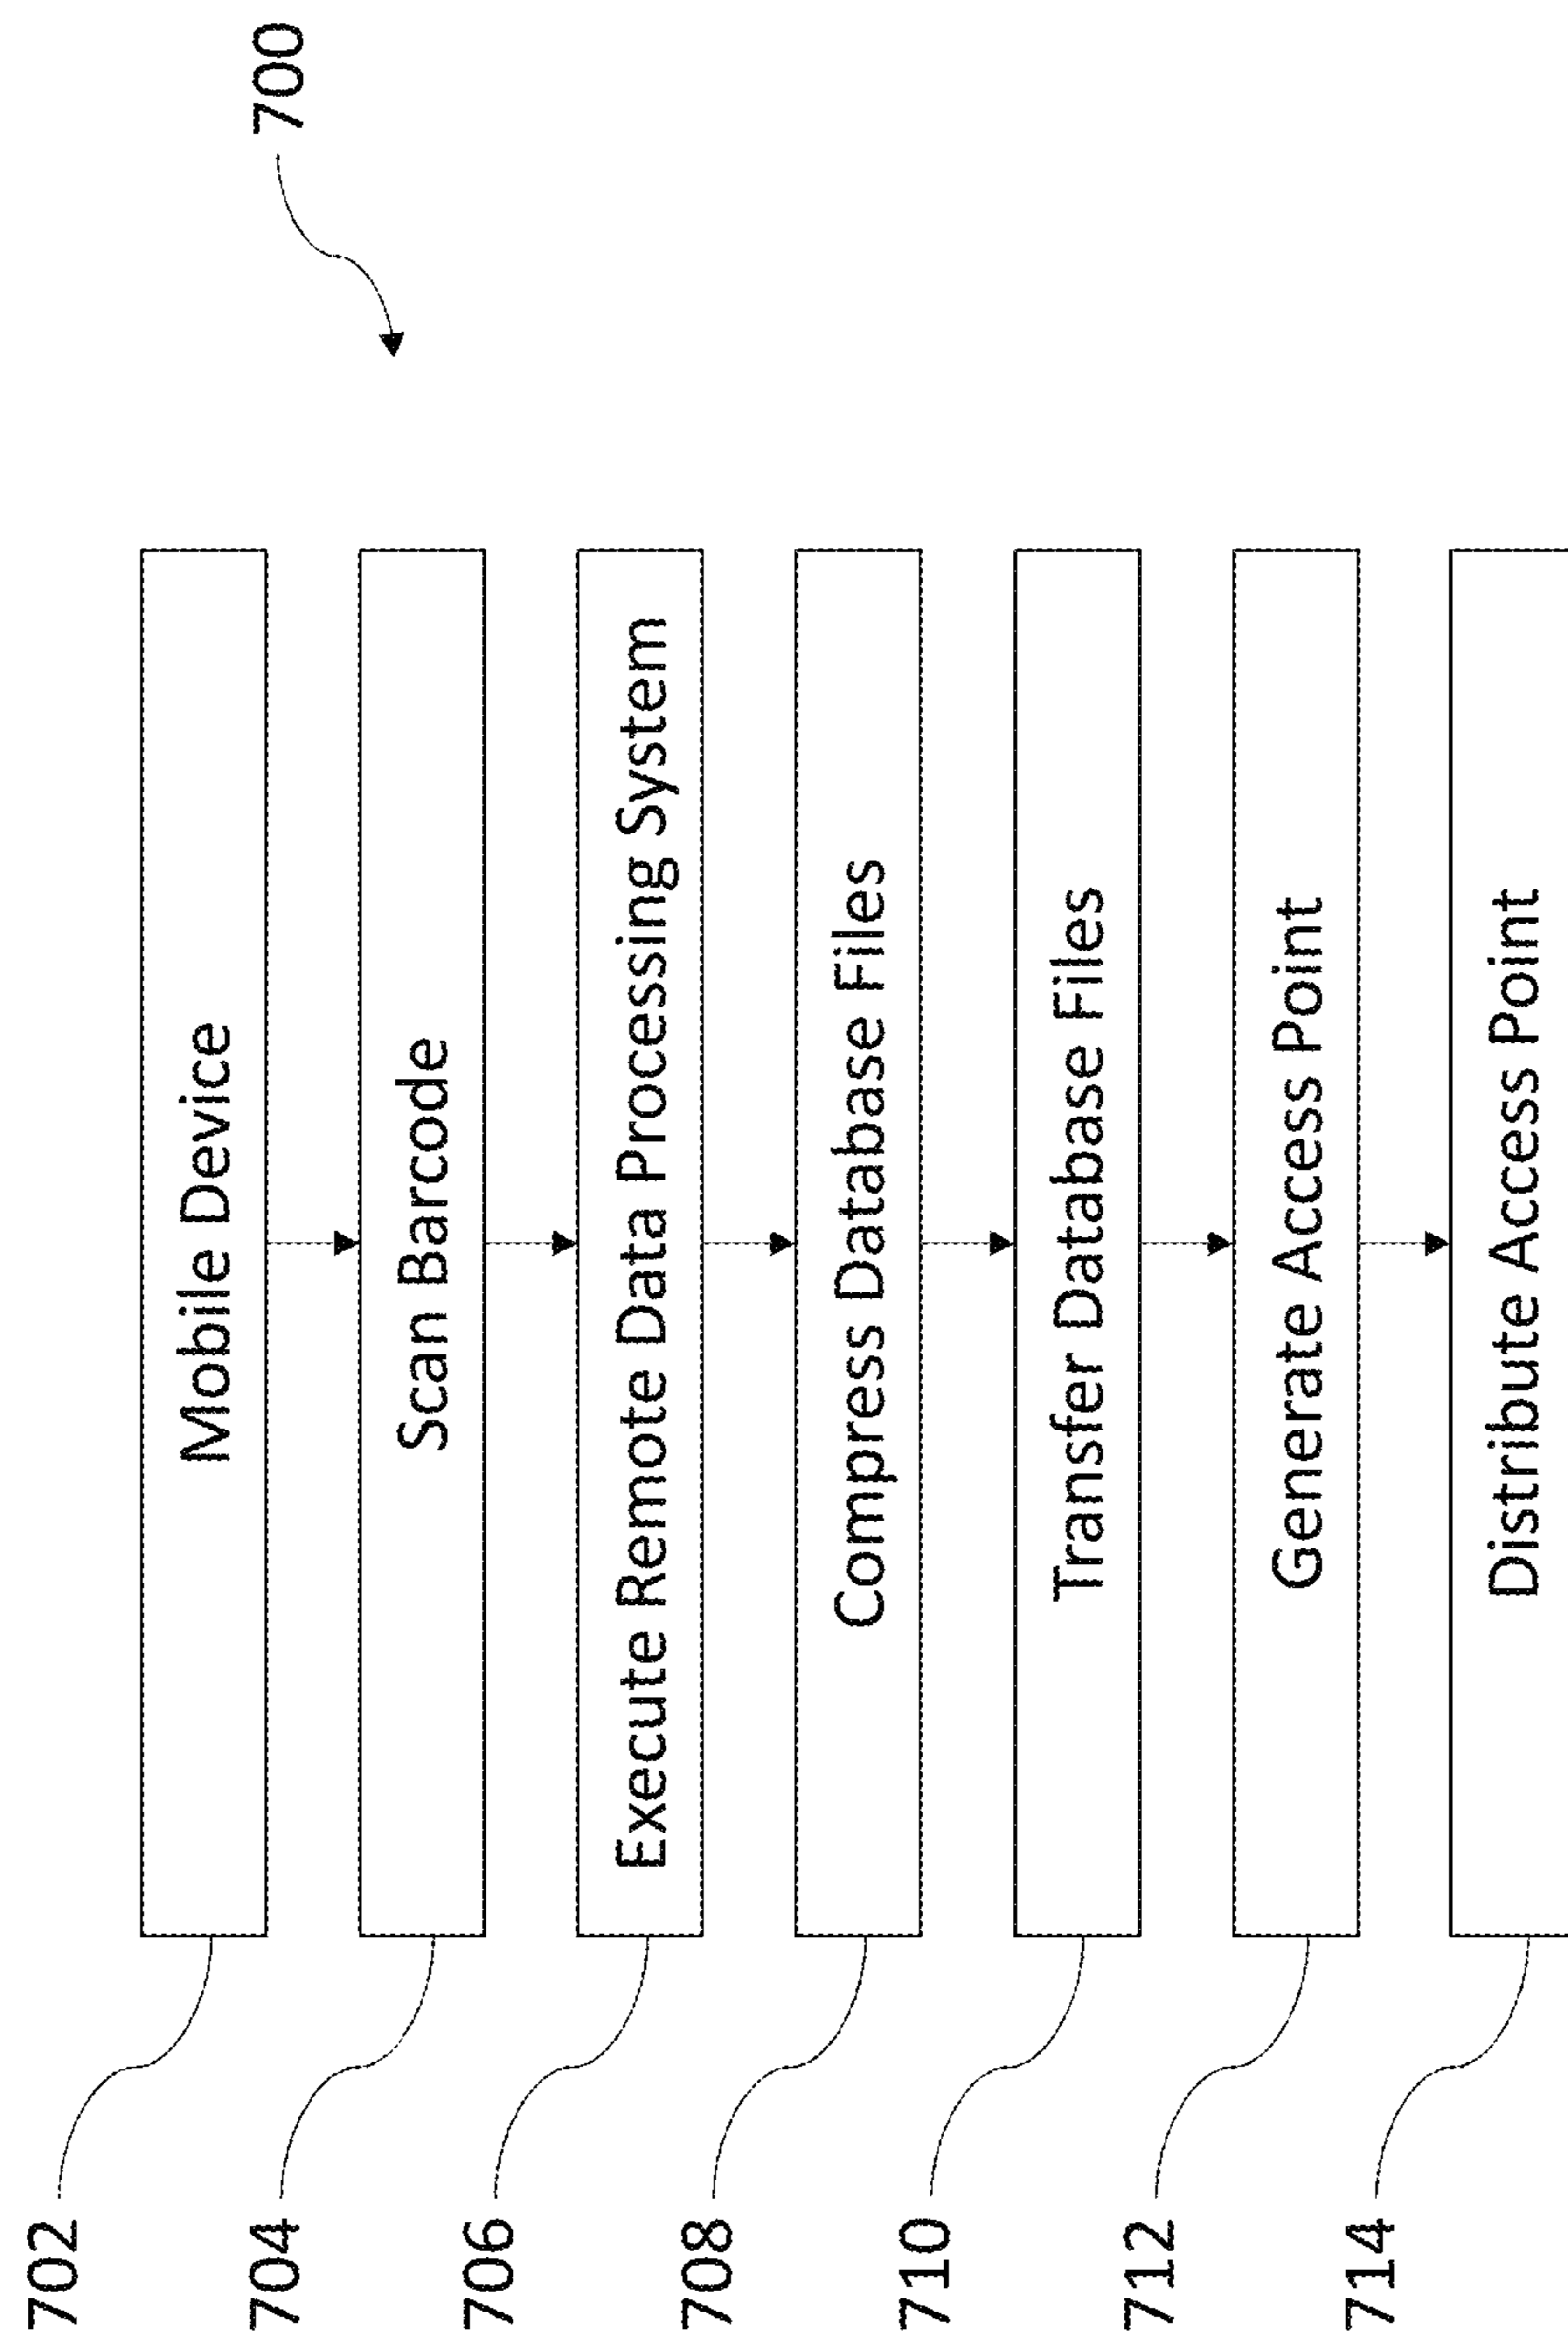 700
702
Mobile Device
704
Scan Barcode
706
Execute Remote Data Processing System
708
Compress Database Files
710
Transfer Database Files
712
Generate Access Point
714
Distribute Access Point